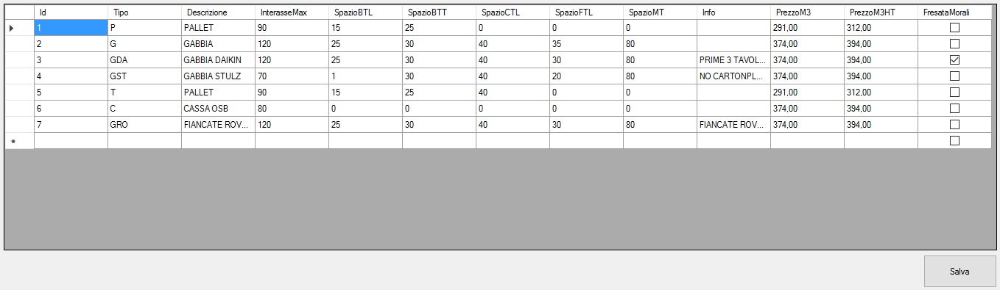 Id Tipo Descrizione InterasseMax SpazioBTL SpazioBTT SpazioCTL SpazioFTL SpazioMT Info PrezzoM3 PrezzoM3HT FresataMorali
1 P PALLET 90 15 25 0 0 0 291,00 312,00
2 G GABBIA 120 25 30 40 35 80 374,00 394,00
3 GDA GABBIA DAIKIN 120 25 30 40 30 80 PRIME 3 TAVOL... 374,00 394,00
4 GST GABBIA STULZ 70 1 30 40 20 80 NO CARTONPL... 374,00 394,00
5 T PALLET 90 15 25 40 0 0 291,00 312,00
6 C CASSA OSB 80 0 0 0 0 0 374,00 394,00
7 GRO FIANCATE ROV... 120 25 30 40 30 80 FIANCATE ROV... 374,00 394,00
Salva